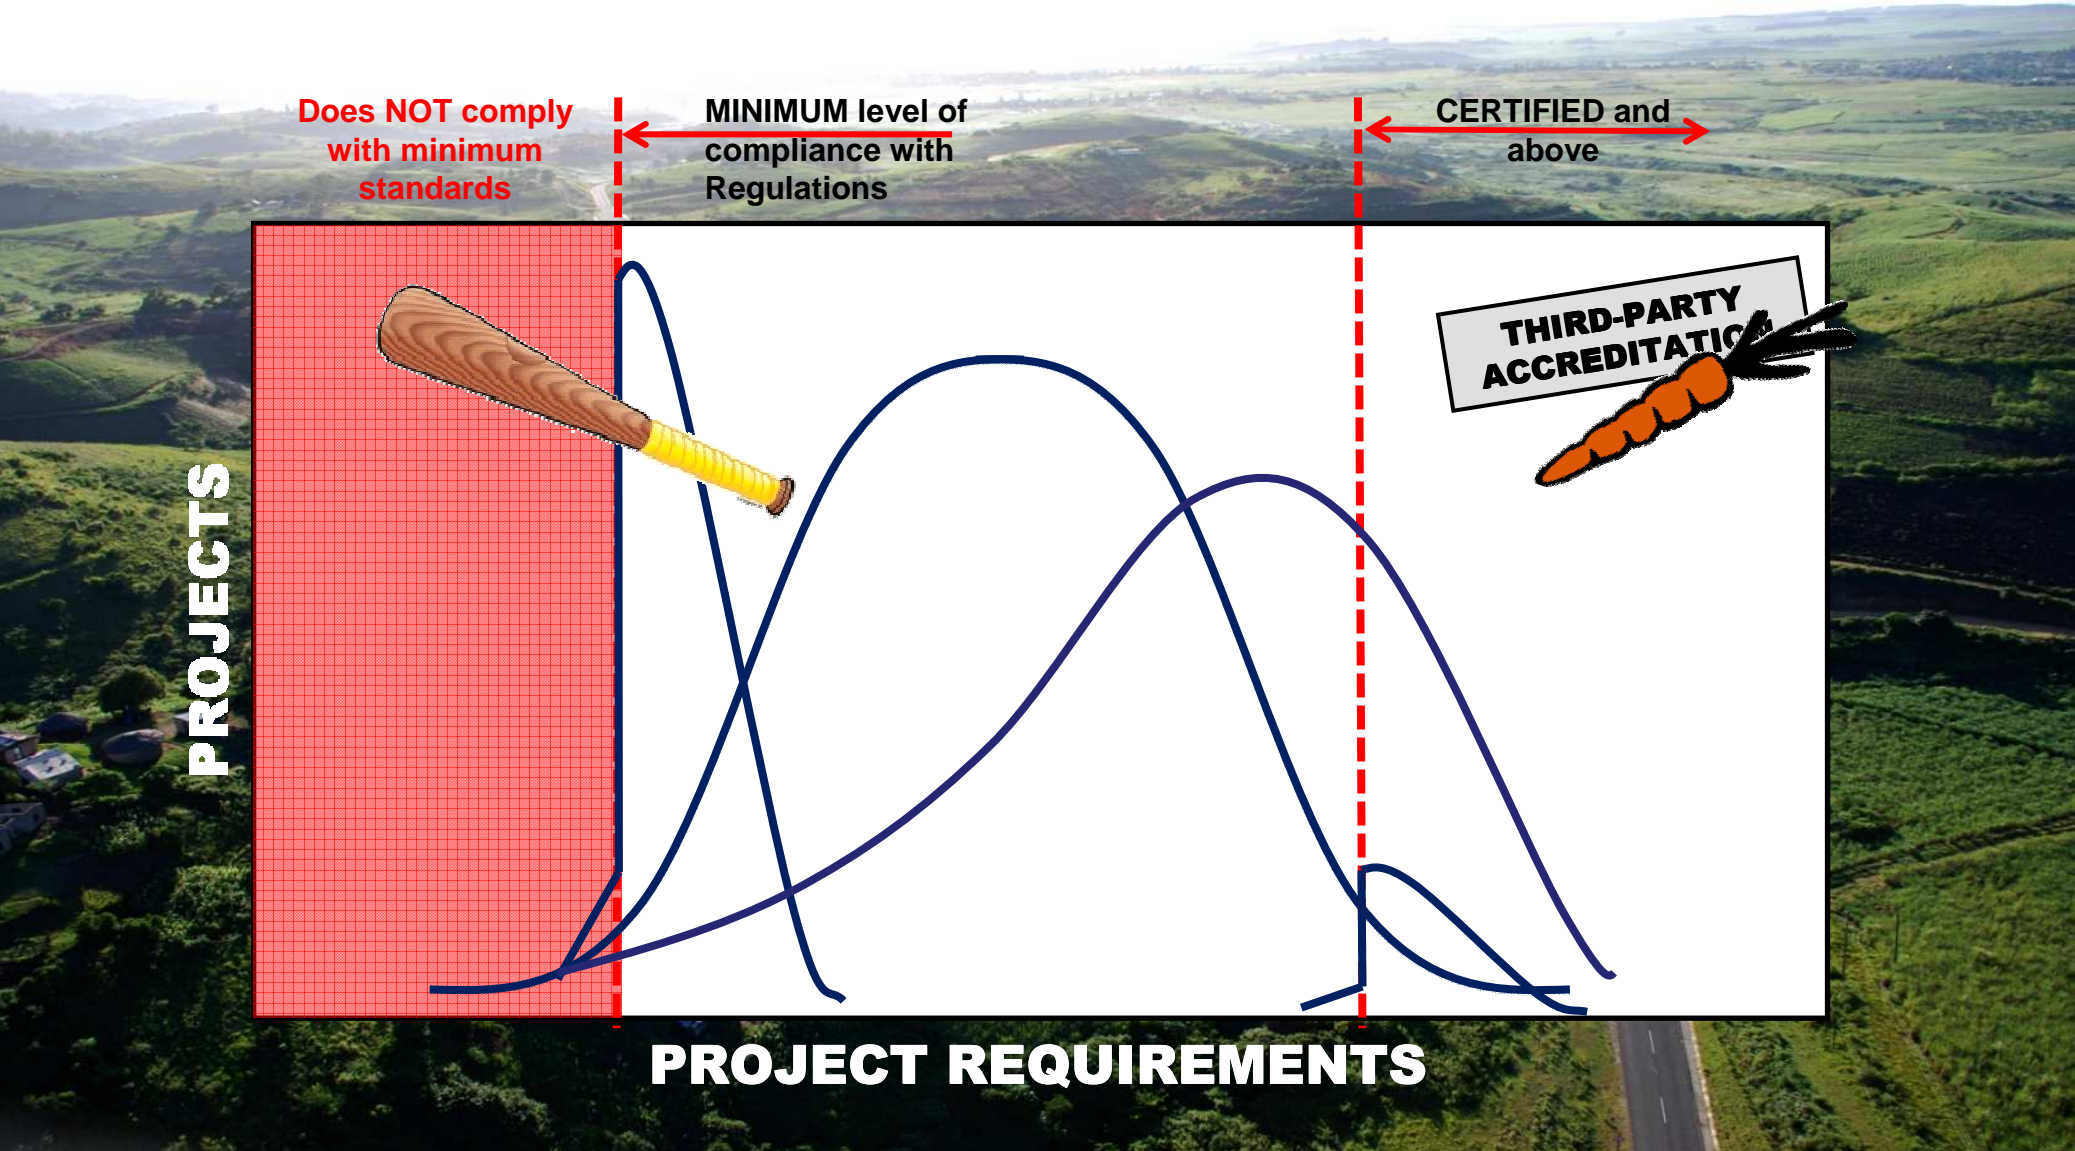 Does NOT comply
with minimum
standards
MINIMUM level of
compliance with
Regulations
CERTIFIED and
above
THIRD-PARTY
ACCREDITATION
PROJECTS
PROJECT REQUIREMENTS